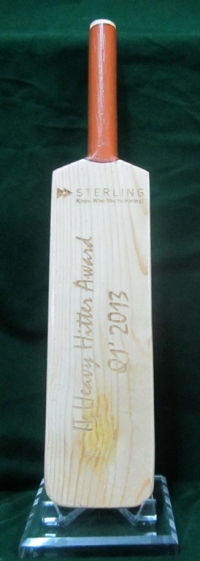 STERLING
Know Who You're Hiring
IT Heavy Hitter Award
Q1' 2013